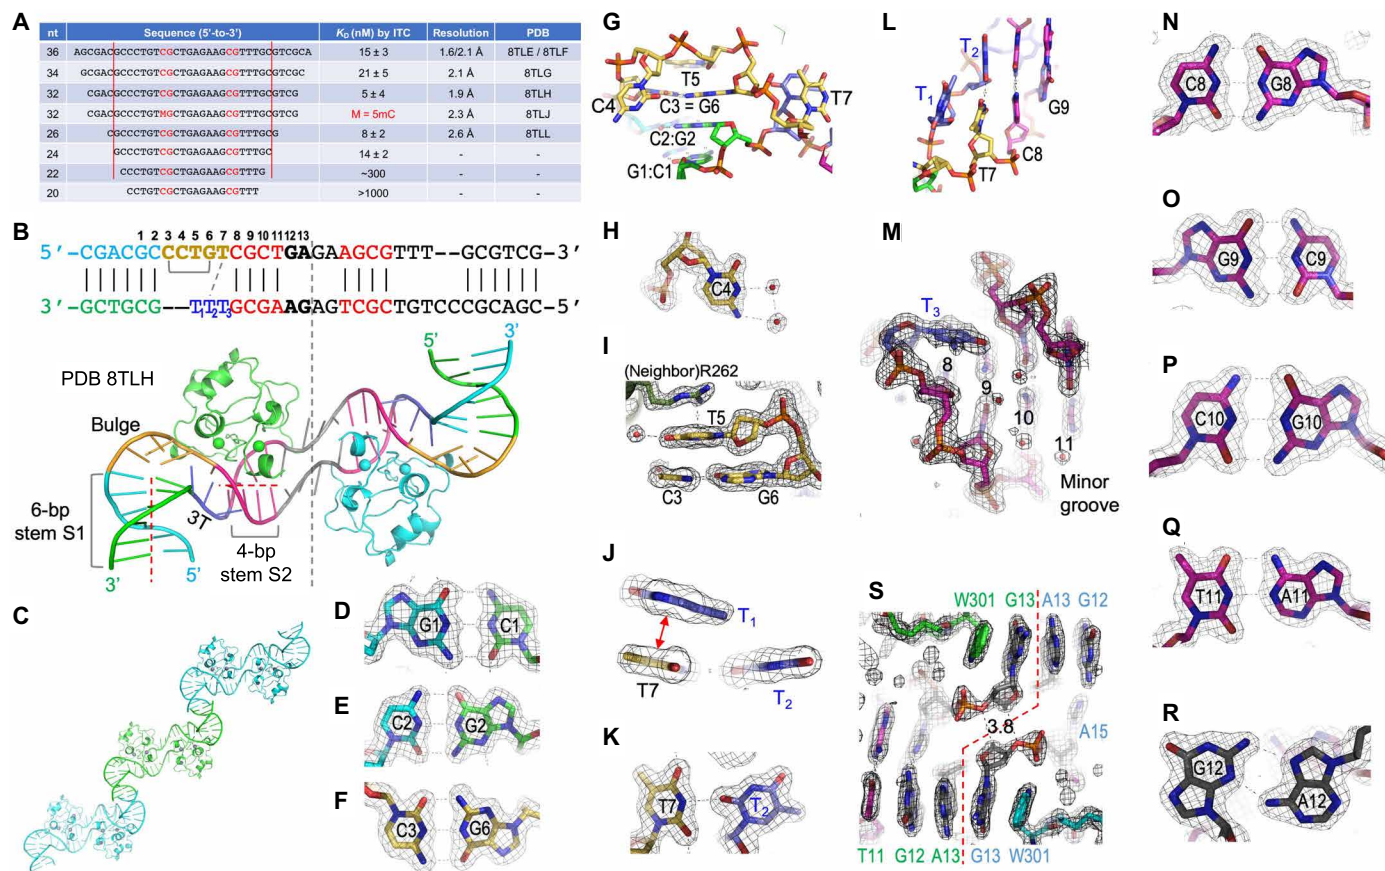 A
nt Sequence (5'-to-3') KD (nM) by ITC Resolution PDB
36 AGCGACGCCCTGTCGCTGAGAAGCGTTTGCGTCGCA 15 ± 3 1.6/2.1 Å 8TLE / 8TLF
34 GCGACGCCCTGTCGCTGAGAAGCGTTTGCGTCGC 21 ± 5 2.1 Å 8TLG
32 CGACGCCCTGTCGCTGAGAAGCGTTTGCGTCG 5 ± 4 1.9 Å 8TLH
32 CGACGCCCTGTMGCTGAGAAGCGTTTGCGTCG M = 5mC 2.3 Å 8TLJ
26 CGCCCTGTCGCTGAGAAGCGTTTGCG 8 ± 2 2.6 Å 8TLL
24 GCCCTGTCGCTGAGAAGCGTTTGC 14 ± 2 - -
22 CCCTGTCGCTGAGAAGCGTTTG ~300 - -
20 CCTGTCGCTGAGAAGCGTTT >1000 - -
B
1 2 3 4 5 6 7 8 9 10 11 12 13
5'-CGACGCCCTGTCGCTGAGAAGCGTTT--GCGTCG-3'
3'-GCTGCG--T1T2T3GCGAAGAGTCGCTGTCCCGCAGC-5'
PDB 8TLH
Bulge
6-bp
stem S1
3T
4-bp
stem S2
3'
5'
5'
3'
C
D
G1 C1
E
C2 G2
F
C3 G6
G
T5
C4
C3 = G6
T7
C2:G2
G1:C1
H
C4
I
(Neighbor)R262
T5
C3 G6
J
T1
T7
T2
K
T7 T2
L
T2
T1
G9
C8
T7
M
T3
8
9
10
11
Minor
groove
N
C8 G8
O
G9 C9
P
C10 G10
Q
T11 A11
R
G12
A12
S
W301 G13 A13 G12
3.8
A15
T11 G12 A13 G13 W301